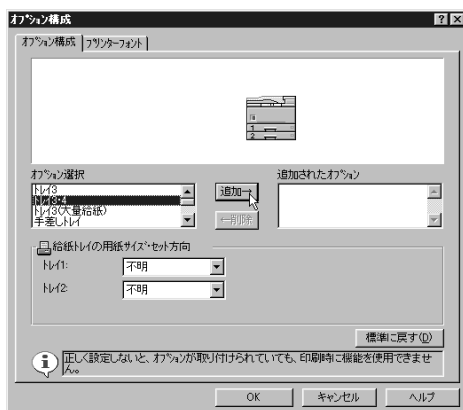 ｵﾌﾟｼｮﾝ構成
ｵﾌﾟｼｮﾝ構成
ﾌﾟﾘﾝﾀｰﾌｫﾝﾄ
1
2
ｵﾌﾟｼｮﾝ選択
追加されたｵﾌﾟｼｮﾝ
ﾄﾚｲ3
ﾄﾚｲ3･4
ﾄﾚｲ3(大量給紙)
手差しﾄﾚｲ
追加→
←削除
給紙ﾄﾚｲの用紙ｻｲｽﾞ･ｾｯﾄ方向
ﾄﾚｲ1:
不明
ﾄﾚｲ2:
不明
標準に戻す(D)
正しく設定しないと、ｵﾌﾟｼｮﾝが取り付けられていても、印刷時に機能を使用できませ
ん。
OK
ｷｬﾝｾﾙ
ﾍﾙﾌﾟ